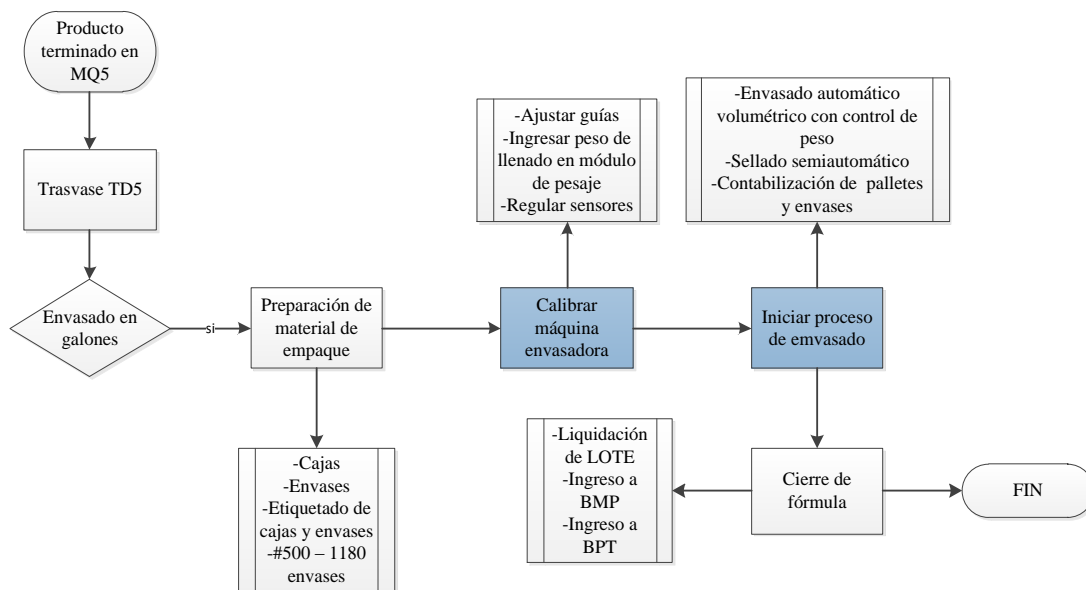 Producto
terminado en
MQ5
Trasvase TD5
Envasado en
galones
si
Preparación de
material de
empaque
-Cajas
-Envases
-Etiquetado de
cajas y envases
-#500 – 1180
envases
-Ajustar guías
-Ingresar peso de
llenado en módulo
de pesaje
-Regular sensores
Calibrar
máquina
envasadora
-Envasado automático
volumétrico con control de
peso
-Sellado semiautomático
-Contabilización de palletes
y envases
Iniciar proceso
de emvasado
-Liquidación
de LOTE
-Ingreso a
BMP
-Ingreso a
BPT
Cierre de
fórmula
FIN